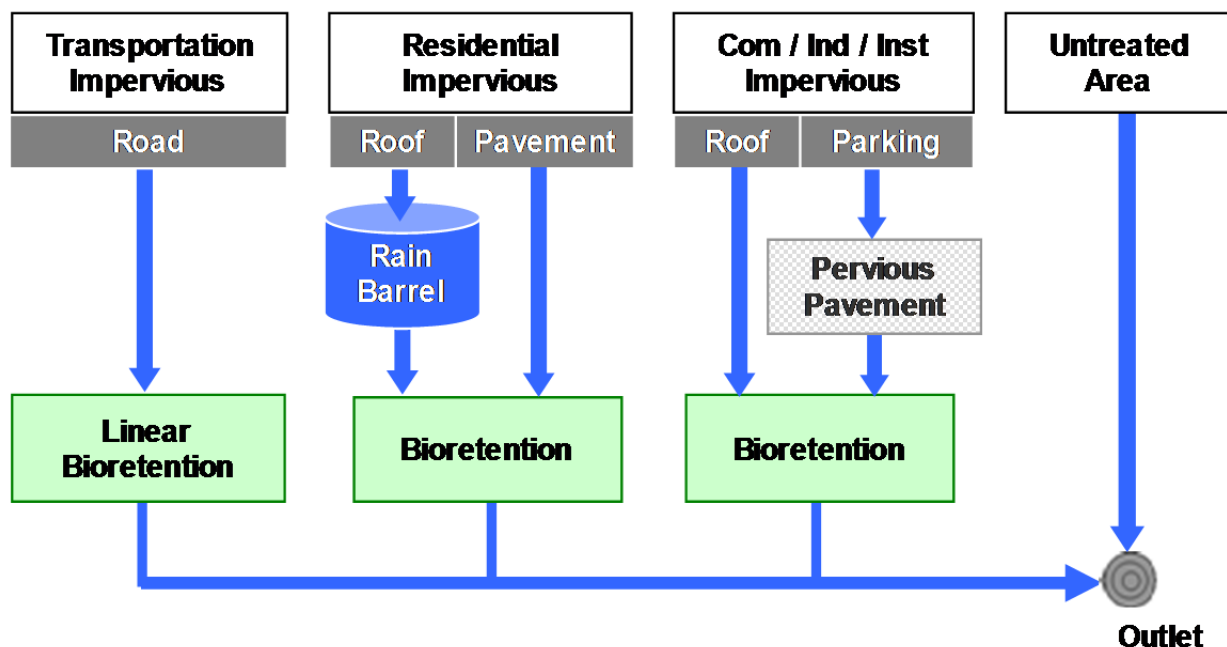 Transportation
Impervious
Residential
Impervious
Com / Ind / Inst
Impervious
Untreated
Area
Road
Roof
Pavement
Roof
Parking
Rain
Barrel
Pervious
Pavement
Linear
Bioretention
Bioretention
Bioretention
Outlet